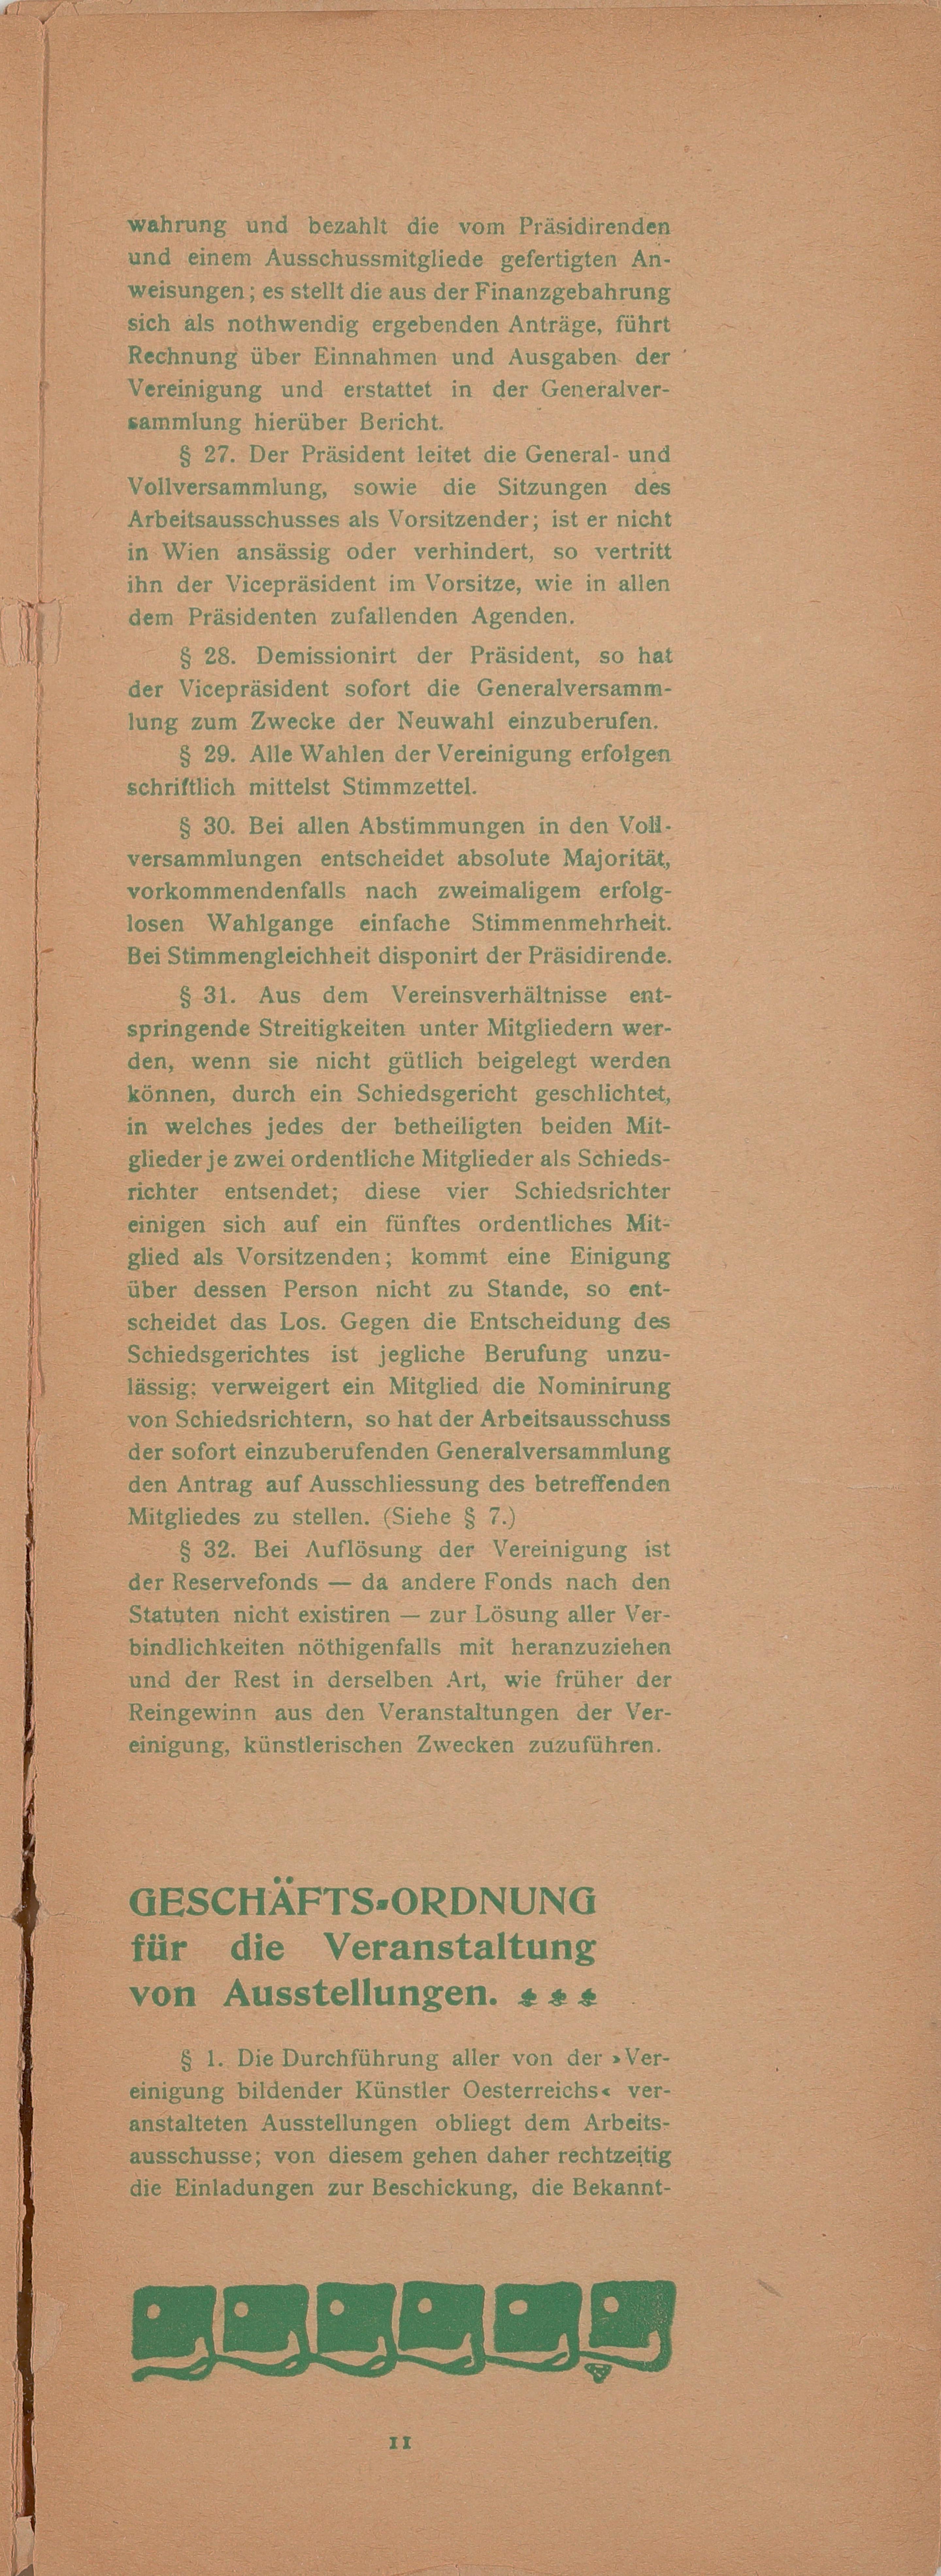 wahrung und bezahlt die vom Präsidirenden
und einem Ausschussmitgliede gefertigten An-
weisungen; es stellt die aus der Finanzgebahrung
sich als nothwendig ergebenden Anträge, führt
Rechnung über Einnahmen und Ausgaben der
Vereinigung und erstattet in der Generalver-
sammlung hierüber Bericht.
§ 27. Der Präsident leitet die General- und
Vollversammlung, sowie die Sitzungen des
Arbeitsausschusses als Vorsitzender; ist er nicht
in Wien ansässig oder verhindert, so vertritt
ihn der Vicepräsident im Vorsitze, wie in allen
dem Präsidenten zufallenden Agenden.
§ 28. Demissionirt der Präsident, so hat
der Vicepräsident sofort die Generalversamm-
lung zum Zwecke der Neuwahl einzuberufen.
§ 29. Alle Wahlen der Vereinigung erfolgen
schriftlich mittelst Stimmzettel.
§ 30. Bei allen Abstimmungen in den Voll-
versammlungen entscheidet absolute Majorität,
vorkommendenfalls nach zweimaligem erfolg-
losen Wahlgange einfache Stimmenmehrheit.
Bei Stimmengleichheit disponirt der Präsidirende.
§ 31. Aus dem Vereinsverhältnisse ent-
springende Streitigkeiten unter Mitgliedern wer-
den, wenn sie nicht gütlich beigelegt werden
können, durch ein Schiedsgericht geschlichtet,
in welches jedes der betheiligten beiden Mit-
glieder je zwei ordentliche Mitglieder als Schieds-
richter entsendet; diese vier Schiedsrichter
einigen sich auf ein fünftes ordentliches Mit-
glied als Vorsitzenden; kommt eine Einigung
über dessen Person nicht zu Stande, so ent-
scheidet das Los. Gegen die Entscheidung des
Schiedsgerichtes ist jegliche Berufung unzu-
lässig; verweigert ein Mitglied die Nominirung
von Schiedsrichtern, so hat der Arbeitsausschuss
der sofort einzuberufenden Generalversammlung
den Antrag auf Ausschliessung des betreffenden
Mitgliedes zu stellen. (Siehe § 7.)
§ 32. Bei Auflösung der Vereinigung ist
der Reservefonds — da andere Fonds nach den
Statuten nicht existiren — zur Lösung aller Ver-
bindlichkeiten nöthigenfalls mit heranzuziehen
und der Rest in derselben Art, wie früher der
Reingewinn aus den Veranstaltungen der Ver-
einigung, künstlerischen Zwecken zuzuführen.
GESCHÄFTS-ORDNUNG
für die Veranstaltung
von Ausstellungen.
§ 1. Die Durchführung aller von der »Ver-
einigung bildender Künstler Oesterreichs« ver-
anstalteten Ausstellungen obliegt dem Arbeits-
ausschusse; von diesem gehen daher rechtzeitig
die Einladungen zur Beschickung, die Bekannt-
11